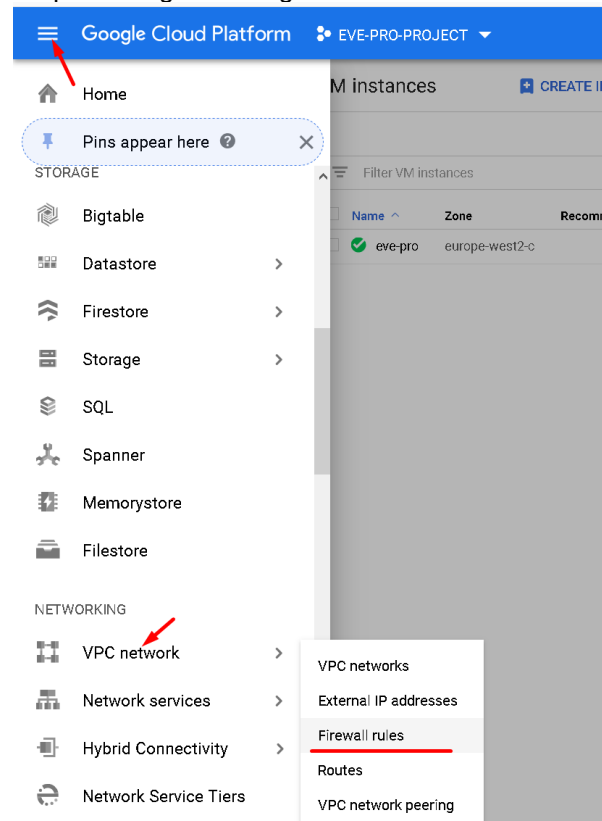 Google Cloud Platform EVE-PRO-PROJECT
Home
Pins appear here
STORAGE
Bigtable
Datastore
Firestore
Storage
SQL
Spanner
Memorystore
Filestore
NETWORKING
VPC network
Network services
Hybrid Connectivity
Network Service Tiers
VM instances CREATE I
Filter VM instances
Name Zone Recom
eve-pro europe-west2-c
VPC networks
External IP addresses
Firewall rules
Routes
VPC network peering